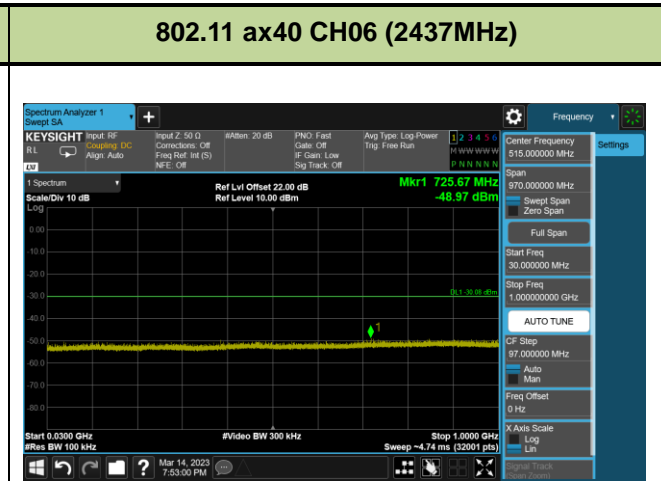 802.11 ax40 CH06 (2437MHz)
Spectrum Analyzer 1
Swept SA
Frequency
Settings
KEYSIGHT
R L
LXI
Input: RF
Coupling: DC
Align: Auto
Input Z: 50 Ω
Corrections: Off
Freq Ref: Int (S)
NFE: Off
#Atten: 20 dB
PNO: Fast
Gate: Off
IF Gain: Low
Sig Track: Off
Avg Type: Log-Power
Trig: Free Run
1 2 3 4 5 6
M W W W W W
P N N N N N
1 Spectrum
Scale/Div 10 dB
Log
Ref Lvl Offset 22.00 dB
Ref Level 10.00 dBm
Mkr1 725.67 MHz
-48.97 dBm
0.00
-10.0
-20.0
-30.0
-40.0
-50.0
-60.0
-70.0
-80.0
DL1 -30.06 dBm
1
Start 0.0300 GHz
#Res BW 100 kHz
#Video BW 300 kHz
Stop 1.0000 GHz
Sweep ~4.74 ms (32001 pts)
Center Frequency
515.000000 MHz
Span
970.000000 MHz
Swept Span
Zero Span
Full Span
Start Freq
30.000000 MHz
Stop Freq
1.000000000 GHz
AUTO TUNE
CF Step
97.000000 MHz
Auto
Man
Freq Offset
0 Hz
X Axis Scale
Log
Lin
Signal Track
(Span Zoom)
Mar 14, 2023
7:53:00 PM